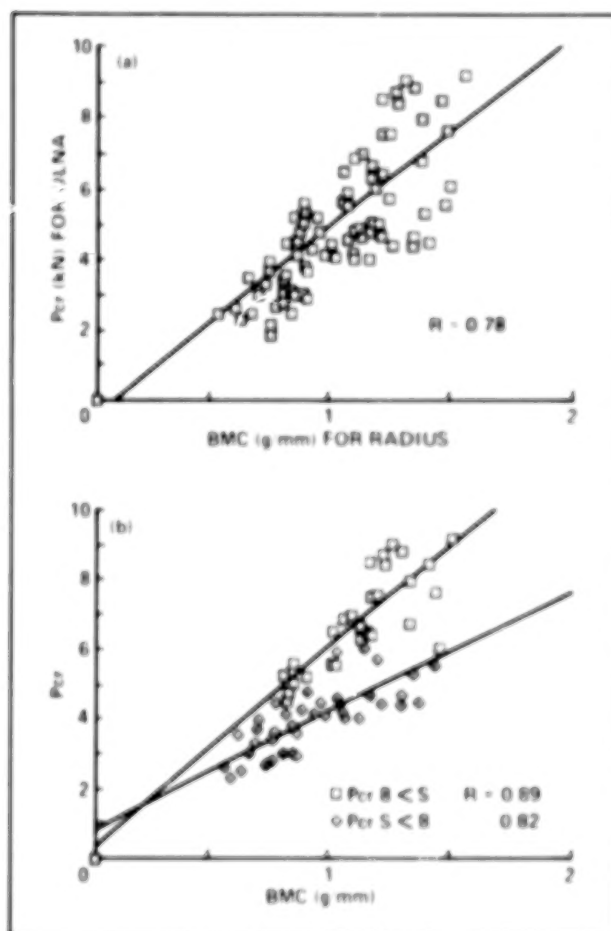 (a)
10
8
6
4
2
0
1
2
Pcr (kN) FOR ULNA
R = 0.78
BMC (g mm) FOR RADIUS
(b)
10
8
6
4
2
0
1
2
Pcr
□ Pcr B < S R = 0.89
◇ Pcr S < B 0.82
BMC (g mm)